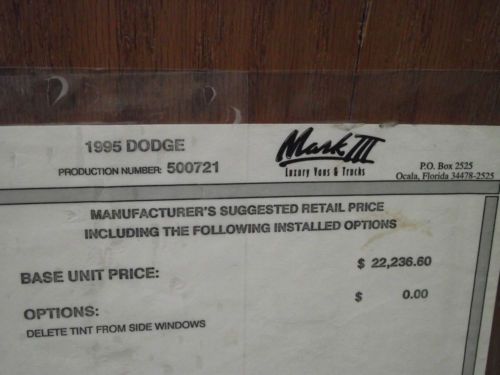 1995 DODGE
PRODUCTION NUMBER: 500721
Mark III
Luxury Vans & Trucks
P.O. Box 2525
Ocala, Florida 34478-2525
MANUFACTURER'S SUGGESTED RETAIL PRICE
INCLUDING THE FOLLOWING INSTALLED OPTIONS
BASE UNIT PRICE: $ 22,236.60
OPTIONS: $ 0.00
DELETE TINT FROM SIDE WINDOWS